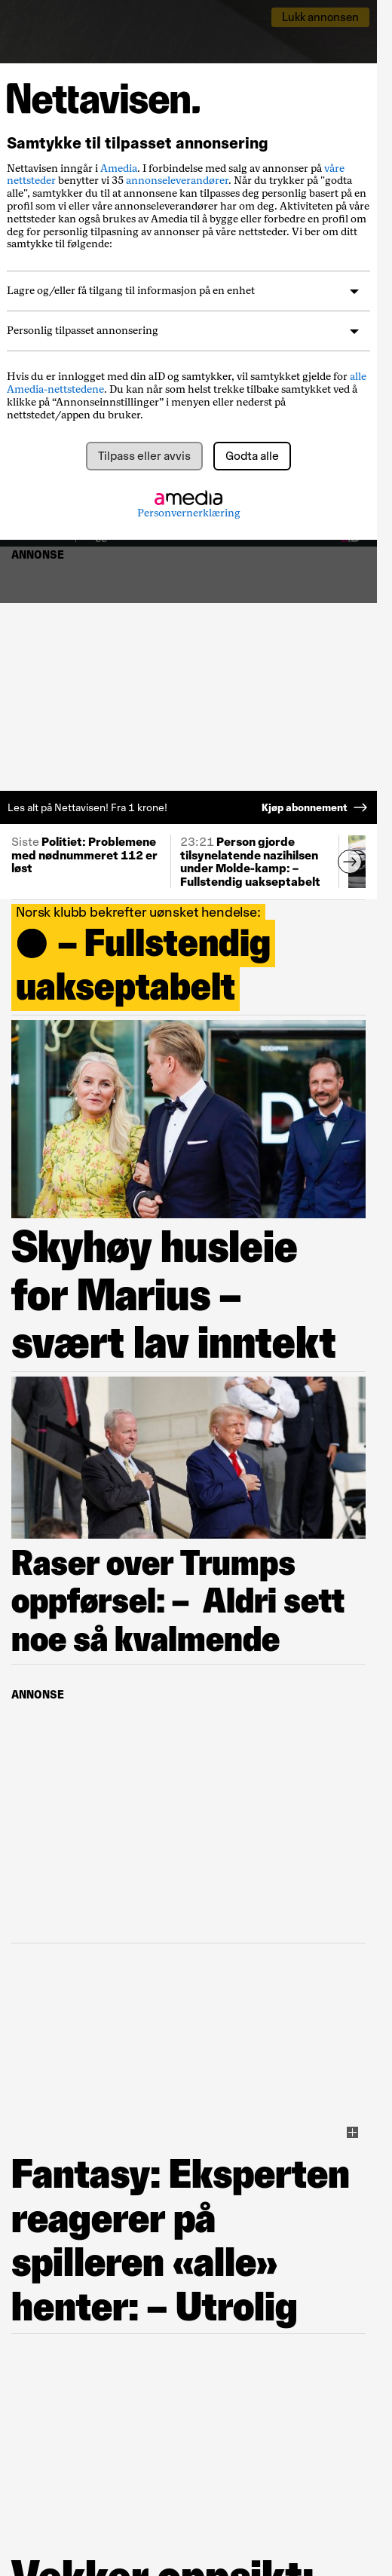 Lukk annonsen
Nettavisen.
Samtykke til tilpasset annonsering
Nettavisen inngår i Amedia. I forbindelse med salg av annonser på våre
nettsteder benytter vi 35 annonseleverandører. Når du trykker på "godta
alle", samtykker du til at annonsene kan tilpasses deg personlig basert på en
profil som vi eller våre annonseleverandører har om deg. Aktiviteten på våre
nettsteder kan også brukes av Amedia til å bygge eller forbedre en profil om
deg for personlig tilpasning av annonser på våre nettsteder. Vi ber om ditt
samtykke til følgende:
Lagre og/eller få tilgang til informasjon på en enhet
Personlig tilpasset annonsering
Hvis du er innlogget med din aID og samtykker, vil samtykket gjelde for alle
Amedia-nettstedene. Du kan når som helst trekke tilbake samtykket ved å
klikke på “Annonseinnstillinger” i menyen eller nederst på
nettstedet/appen du bruker.
Tilpass eller avvis
Godta alle
amedia
Personvernerklæring
ANNONSE
Les alt på Nettavisen! Fra 1 krone!
Kjøp abonnement
Siste Politiet: Problemene
med nødnummeret 112 er
løst
23:21 Person gjorde
tilsynelatende nazihilsen
under Molde-kamp: –
Fullstendig uakseptabelt
Norsk klubb bekrefter uønsket hendelse:
– Fullstendig
uakseptabelt
Skyhøy husleie
for Marius –
svært lav inntekt
Raser over Trumps
oppførsel: – Aldri sett
noe så kvalmende
ANNONSE
Fantasy: Eksperten
reagerer på
spilleren «alle»
henter: – Utrolig
Vekker oppsikt: